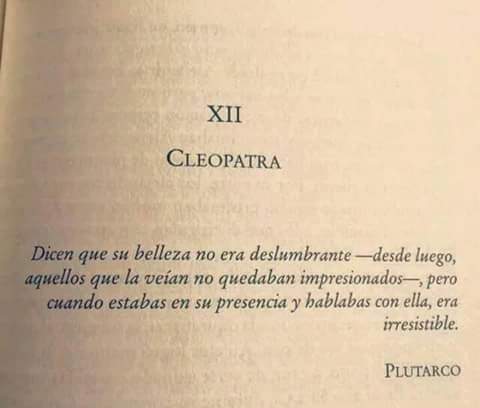 XII
CLEOPATRA
Dicen que su belleza no era deslumbrante —desde luego,
aquellos que la veían no quedaban impresionados—, pero
cuando estabas en su presencia y hablabas con ella, era
irresistible.
PLUTARCO